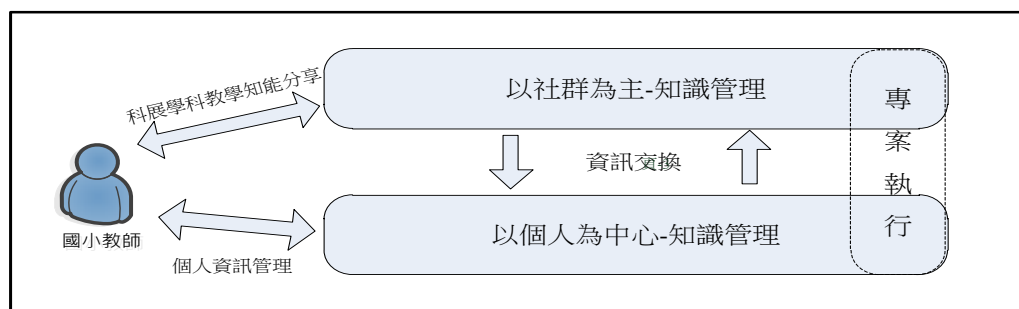 科展學科教學知能分享
以社群為主-知識管理
資訊交換
國小教師
以個人為中心-知識管理
個人資訊管理
專案執行